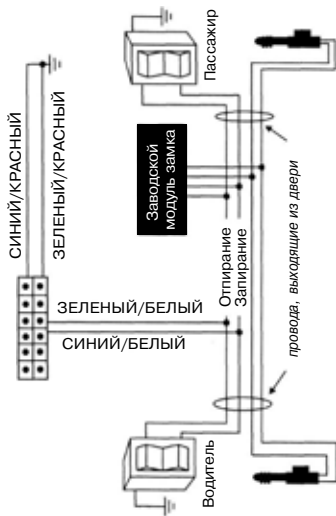 СИНИЙ/КРАСНЫЙ
ЗЕЛЕНЫЙ/КРАСНЫЙ
ЗЕЛЕНЫЙ/БЕЛЫЙ
СИНИЙ/БЕЛЫЙ
Водитель
Пассажир
Заводской
модуль замка
Отпирание
Запирание
провода, выходящие из двери